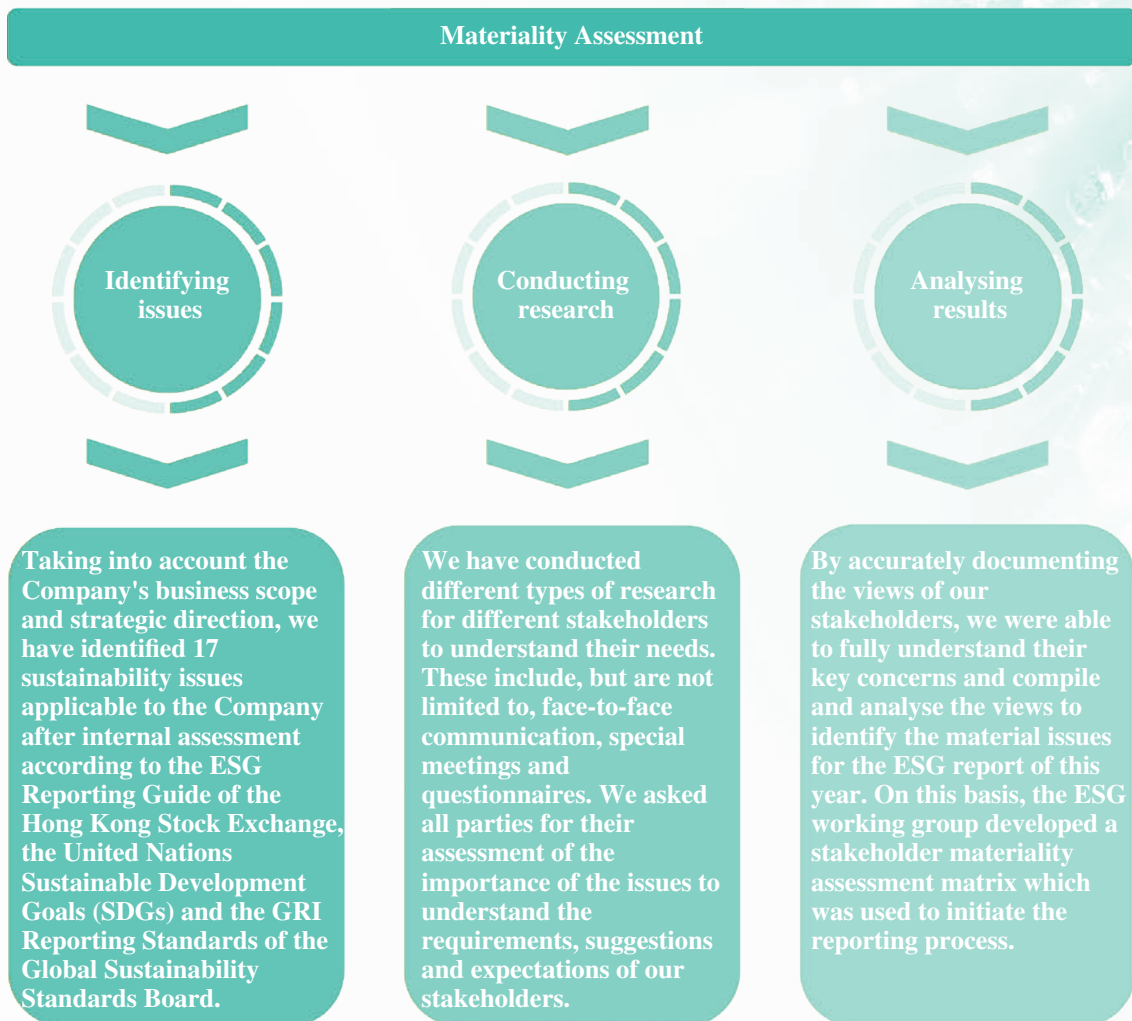 Materiality Assessment
Identifying
issues
Conducting
research
Analysing
results
Taking into account the
Company's business scope
and strategic direction, we
have identified 17
sustainability issues
applicable to the Company
after internal assessment
according to the ESG
Reporting Guide of the
Hong Kong Stock Exchange,
the United Nations
Sustainable Development
Goals (SDGs) and the GRI
Reporting Standards of the
Global Sustainability
Standards Board.
We have conducted
different types of research
for different stakeholders
to understand their needs.
These include, but are not
limited to, face-to-face
communication, special
meetings and
questionnaires. We asked
all parties for their
assessment of the
importance of the issues to
understand the
requirements, suggestions
and expectations of our
stakeholders.
By accurately documenting
the views of our
stakeholders, we were able
to fully understand their
key concerns and compile
and analyse the views to
identify the material issues
for the ESG report of this
year. On this basis, the ESG
working group developed a
stakeholder materiality
assessment matrix which
was used to initiate the
reporting process.